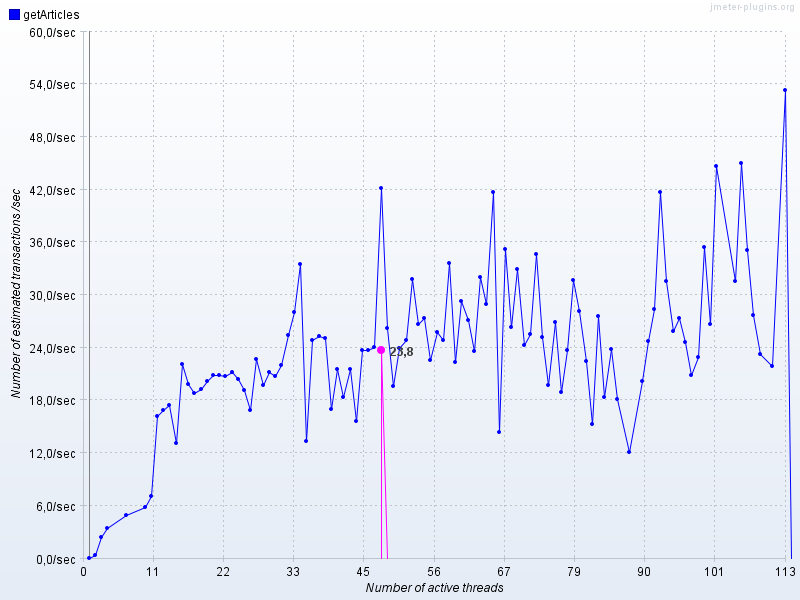 jmeter-plugins.org
getArticles
60,0/sec
54,0/sec
48,0/sec
42,0/sec
36,0/sec
30,0/sec
24,0/sec
18,0/sec
12,0/sec
6,0/sec
0,0/sec
Number of estimated transactions /sec
23,8
0 11 22 33 45 56 67 79 90 101 113
Number of active threads